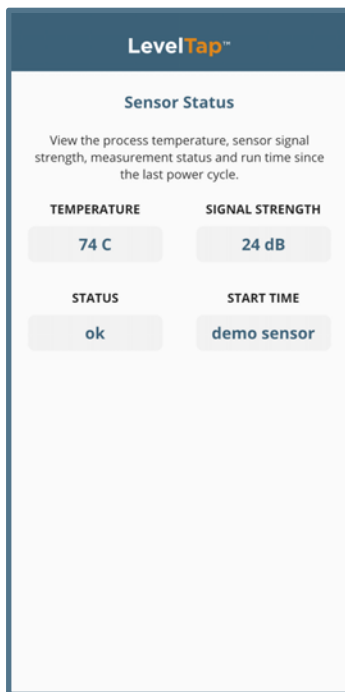 LevelTap™
Sensor Status
View the process temperature, sensor signal
strength, measurement status and run time since
the last power cycle.
TEMPERATURE SIGNAL STRENGTH
74 C 24 dB
STATUS START TIME
ok demo sensor